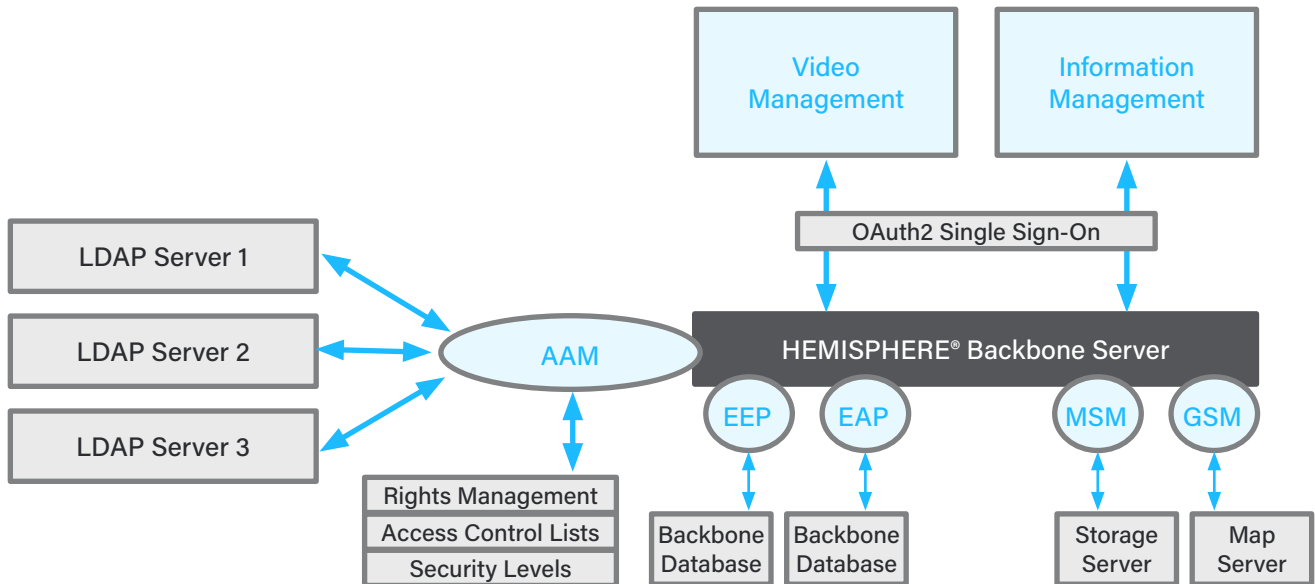 Video
Management
Information
Management
OAuth2 Single Sign-On
LDAP Server 1
LDAP Server 2
LDAP Server 3
AAM
HEMISPHERE® Backbone Server
EEP
EAP
MSM
GSM
Rights Management
Access Control Lists
Security Levels
Backbone
Database
Backbone
Database
Storage
Server
Map
Server